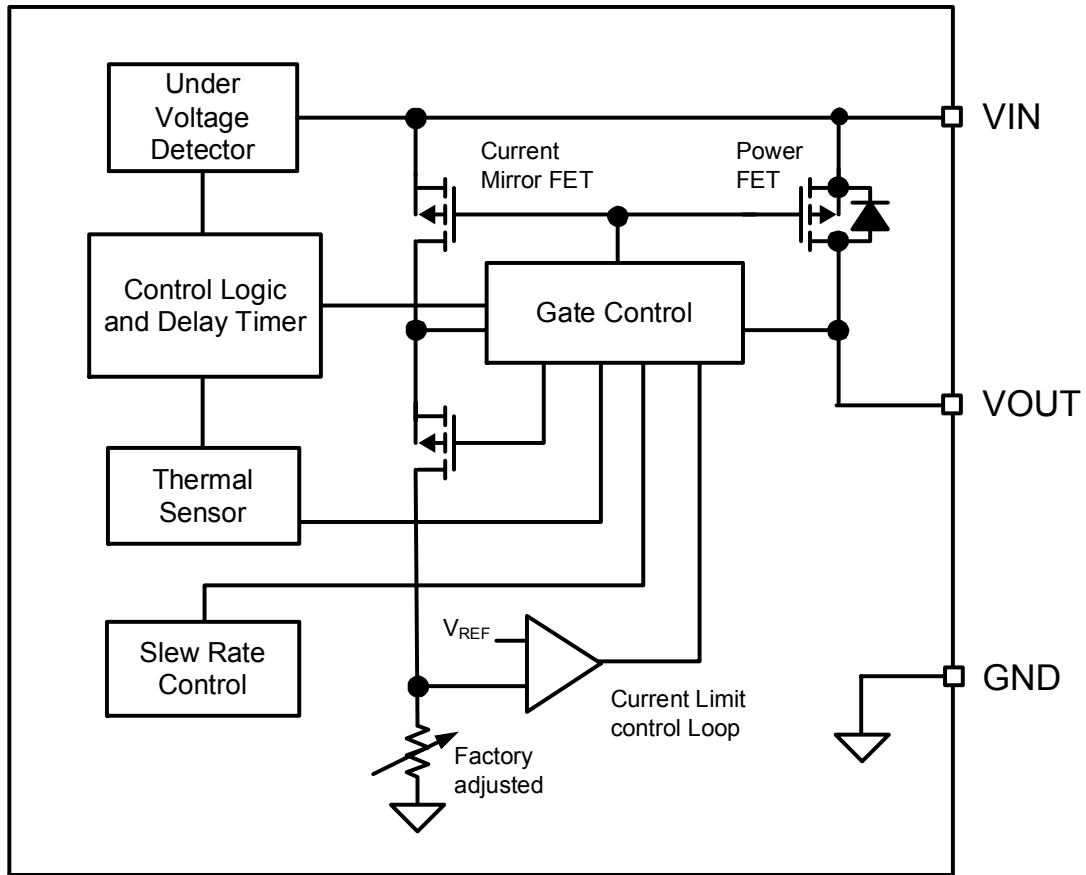 Under
Voltage
Detector
VIN
Current
Mirror FET
Power
FET
Control Logic
and Delay Timer
Gate Control
VOUT
Thermal
Sensor
Slew Rate
Control
VREF
Current Limit
control Loop
GND
Factory
adjusted